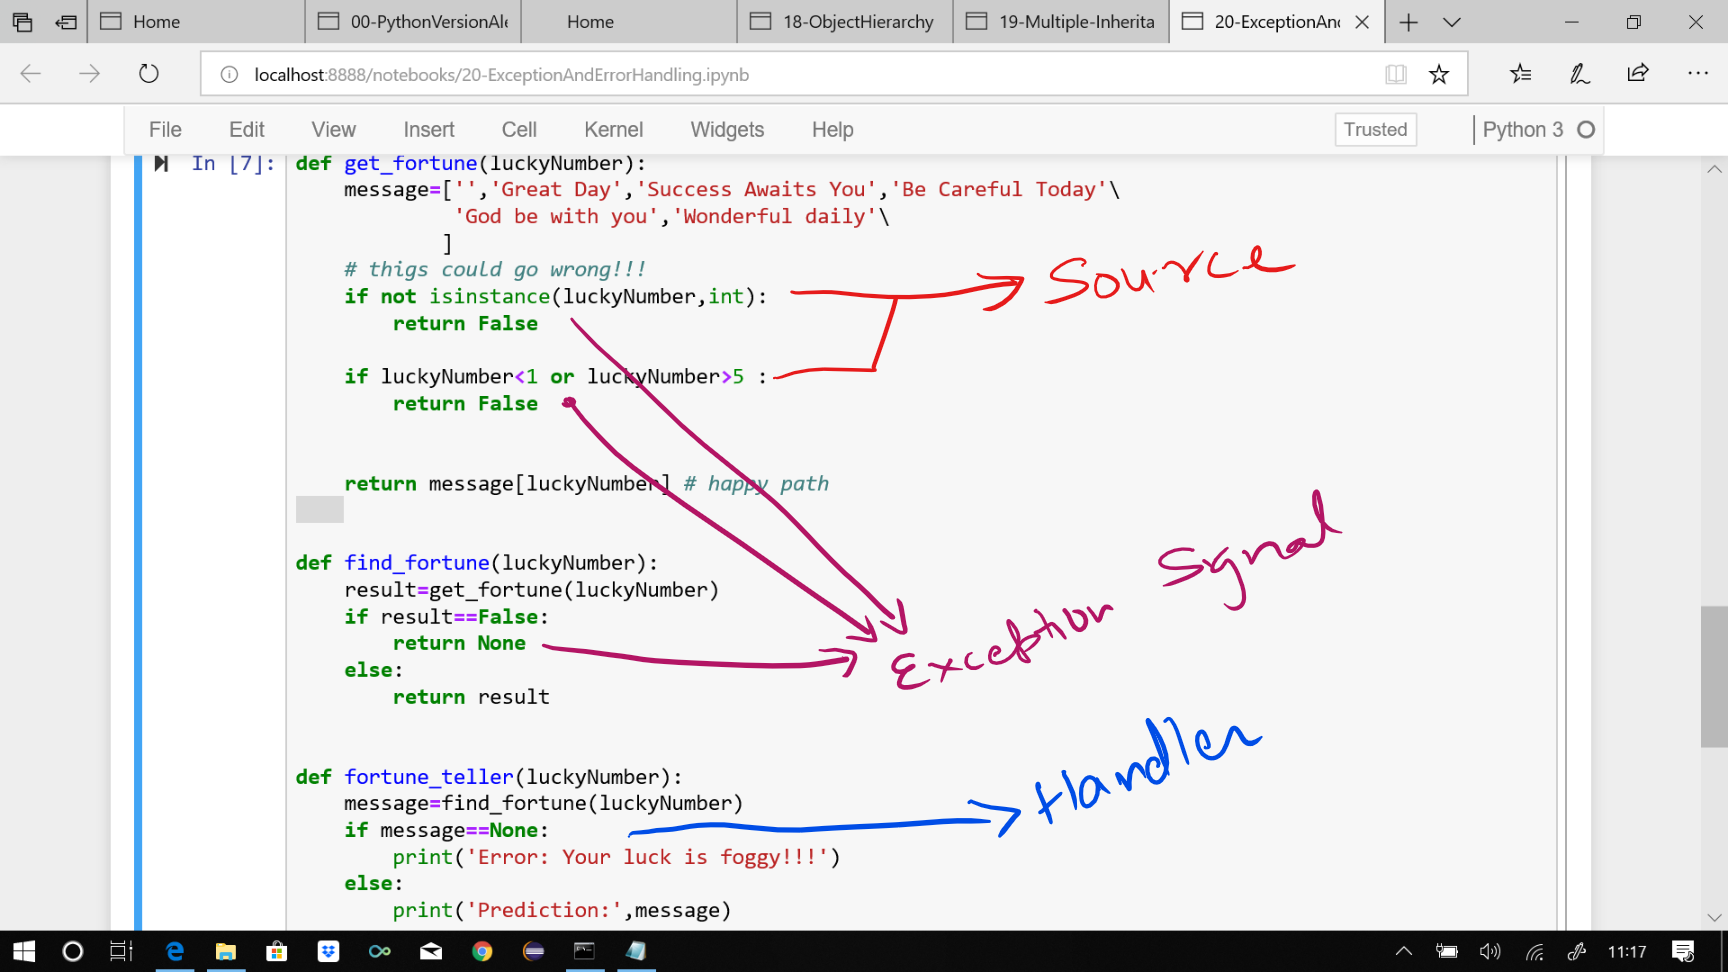 Home
00-PythonVersionAle
Home
18-ObjectHierarchy
19-Multiple-Inherita
20-ExceptionAnc
localhost:8888/notebooks/20-ExceptionAndErrorHandling.ipynb
File Edit View Insert Cell Kernel Widgets Help Trusted Python 3
In [7]:
def get_fortune(luckyNumber):
    message=['','Great Day','Success Awaits You','Be Careful Today'\
             'God be with you','Wonderful daily'\
            ]
    # thigs could go wrong!!!
    if not isinstance(luckyNumber,int):
        return False
    if luckyNumber<1 or luckyNumber>5 :
        return False
    return message[luckyNumber] # happy path
def find_fortune(luckyNumber):
    result=get_fortune(luckyNumber)
    if result==False:
        return None
    else:
        return result
def fortune_teller(luckyNumber):
    message=find_fortune(luckyNumber)
    if message==None:
        print('Error: Your luck is foggy!!!')
    else:
        print('Prediction:',message)
Source
Exception Signal
Handler
11:17